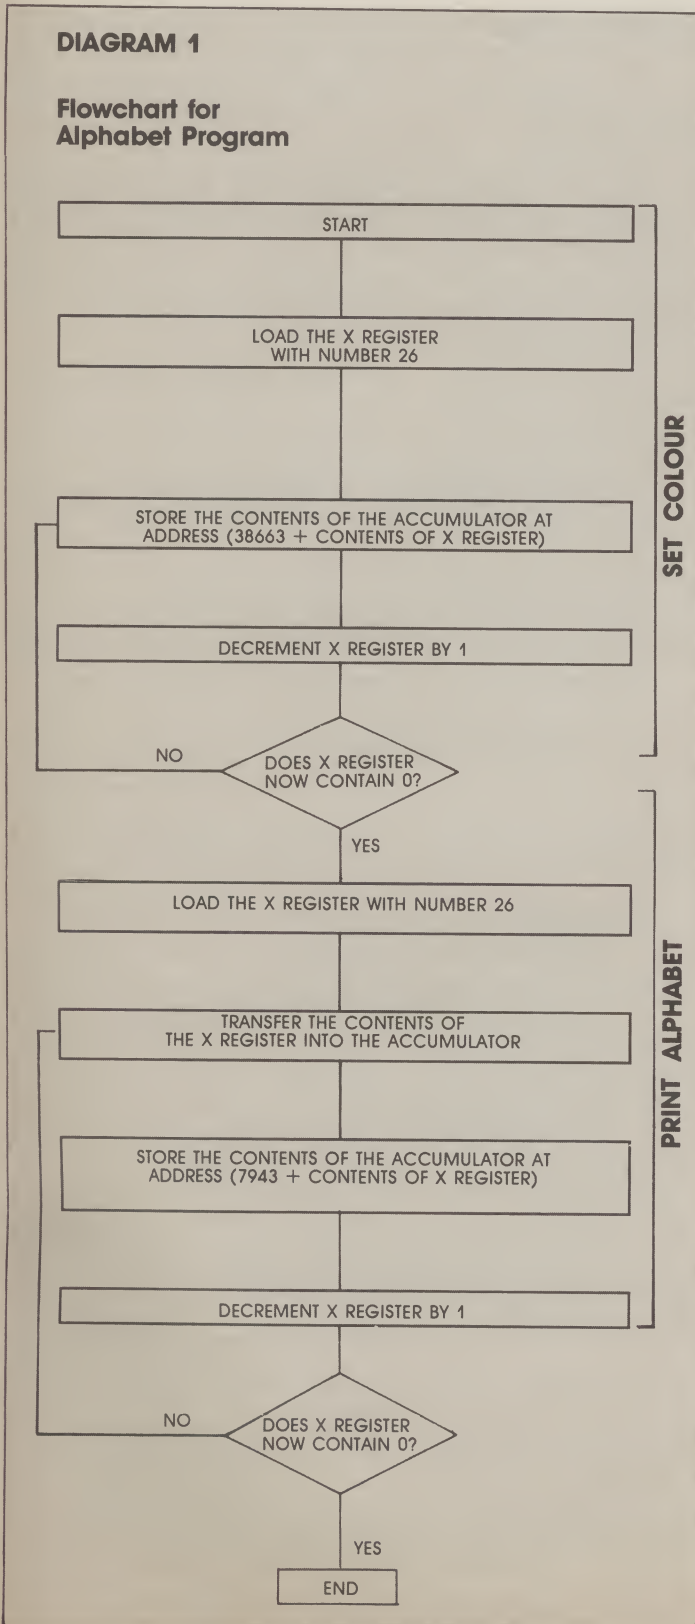 DIAGRAM 1
Flowchart for
Alphabet Program
START
LOAD THE X REGISTER
WITH NUMBER 26
STORE THE CONTENTS OF THE ACCUMULATOR AT
ADDRESS (38663 + CONTENTS OF X REGISTER)
DECREMENT X REGISTER BY 1
NO
DOES X REGISTER
NOW CONTAIN 0?
YES
SET COLOUR
LOAD THE X REGISTER WITH NUMBER 26
TRANSFER THE CONTENTS OF
THE X REGISTER INTO THE ACCUMULATOR
STORE THE CONTENTS OF THE ACCUMULATOR AT
ADDRESS (7943 + CONTENTS OF X REGISTER)
DECREMENT X REGISTER BY 1
NO
DOES X REGISTER
NOW CONTAIN 0?
YES
END
PRINT ALPHABET